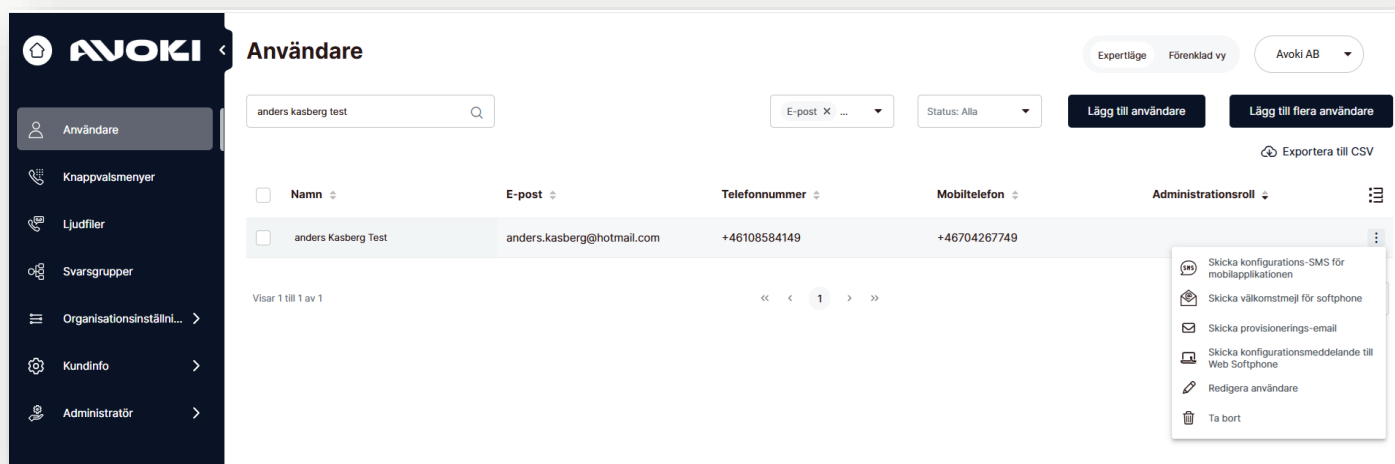 AVOKI
Användare
Expertläge
Förenklad vy
Avoki AB
anders kasberg test
E-post × ...
Status: Alla
Lägg till användare
Lägg till flera användare
Exportera till CSV
Användare
Knappvalsmenyer
Ljudfiler
Svarsgrupper
Organisationsinställni...
Kundinfo
Administratör
Namn
E-post
Telefonnummer
Mobiltelefon
Administrationsroll
anders Kasberg Test
anders.kasberg@hotmail.com
+46108584149
+46704267749
Visar 1 till 1 av 1
« ‹ 1 › »
SMS
Skicka konfigurations-SMS för
mobilapplikationen
Skicka välkomstmejl för softphone
Skicka provisionerings-email
Skicka konfigurationsmeddelande till
Web Softphone
Redigera användare
Ta bort